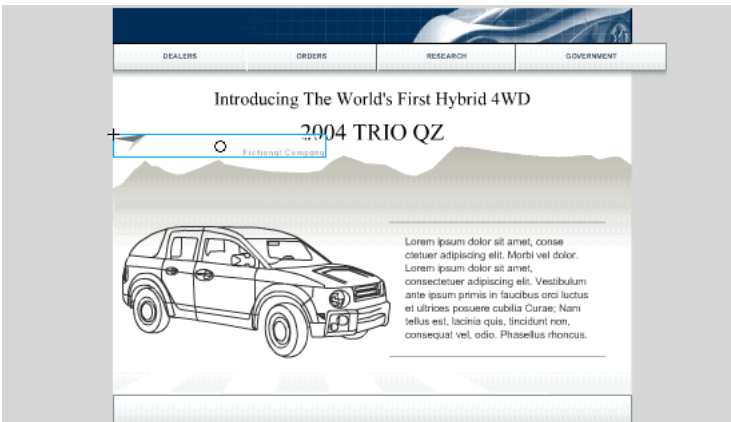 DEALERS ORDERS RESEARCH GOVERNMENT
Introducing The World's First Hybrid 4WD
2004 TRIO QZ
Fictional Company
Lorem ipsum dolor sit amet, conse
ctetuer adipiscing elit. Morbi vel dolor.
Lorem ipsum dolor sit amet,
consectetuer adipiscing elit. Vestibulum
ante ipsum primis in faucibus orci luctus
et ultrices posuere cubilia Curae; Nam
tellus est, lacinia quis, tincidunt non,
consequat vel, odio. Phasellus rhoncus.